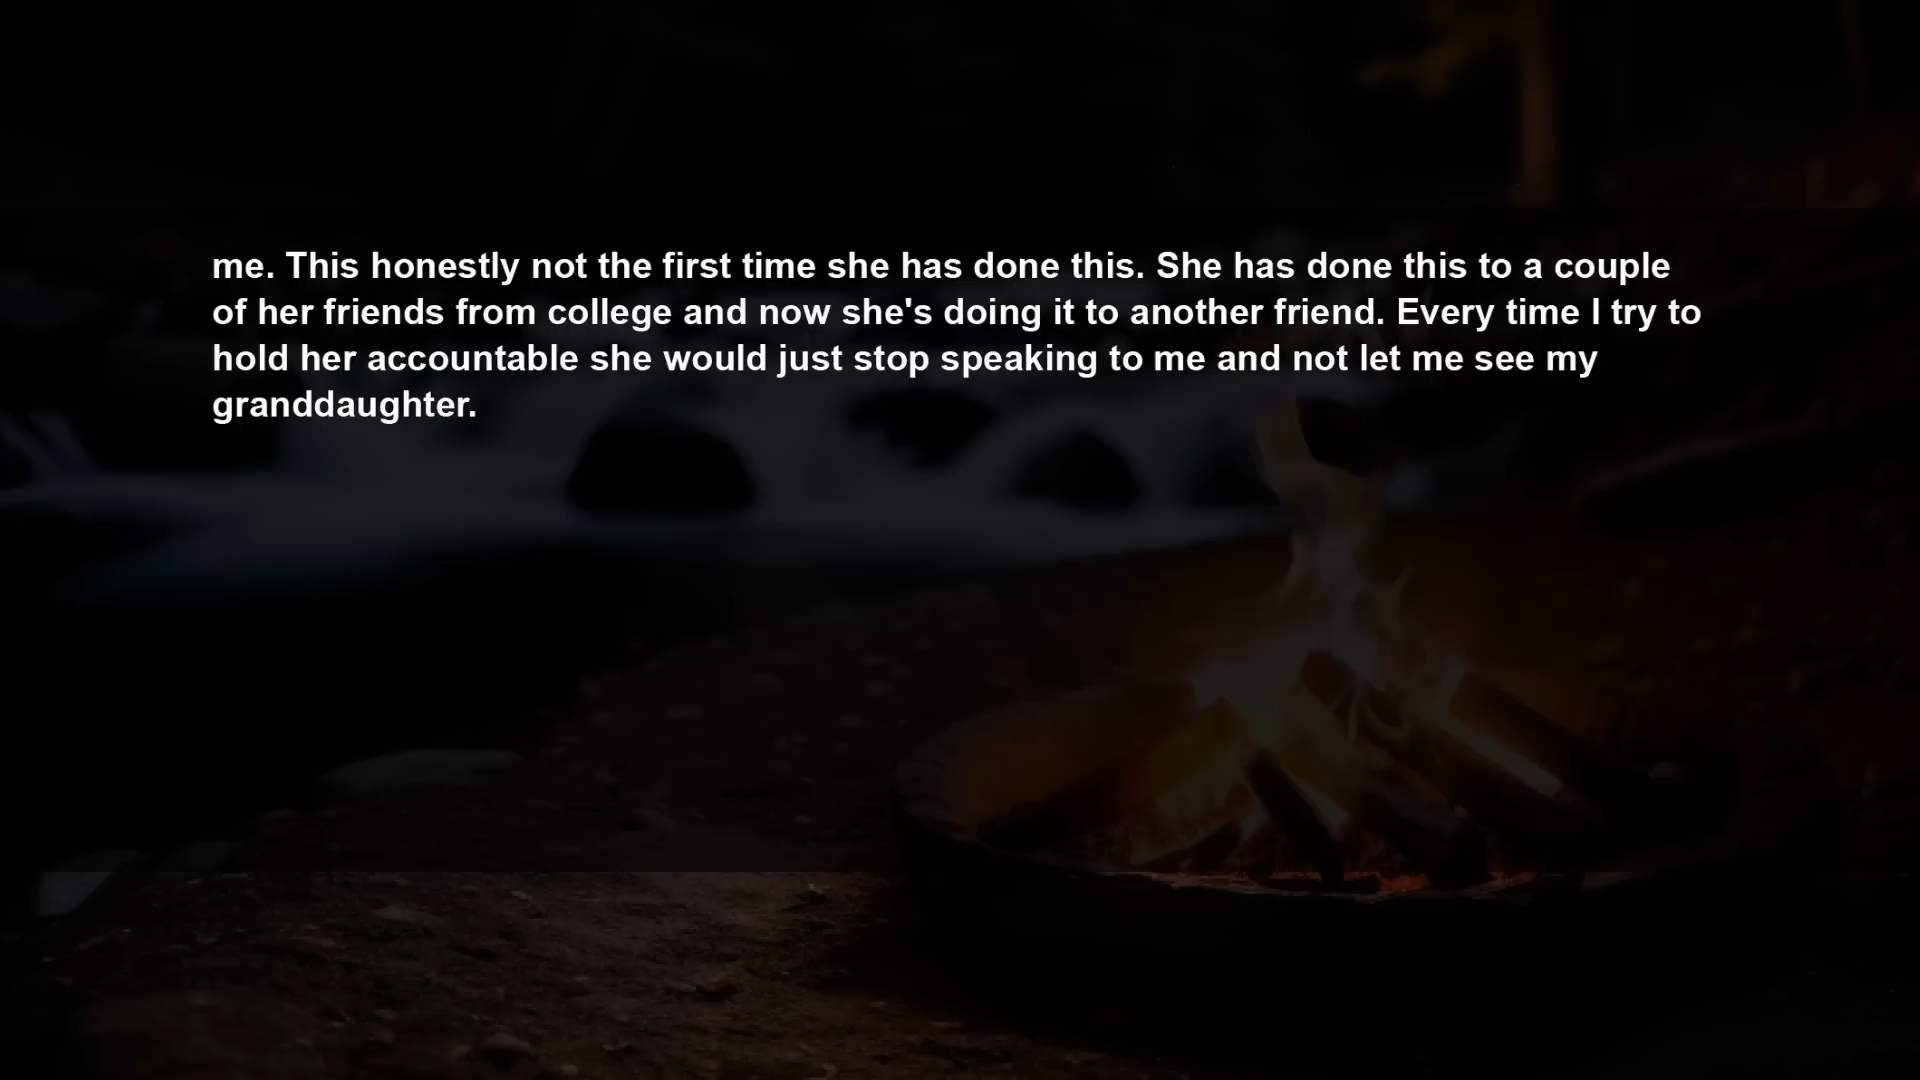 me. This honestly not the first time she has done this. She has done this to a couple
of her friends from college and now she's doing it to another friend. Every time I try to
hold her accountable she would just stop speaking to me and not let me see my
granddaughter.